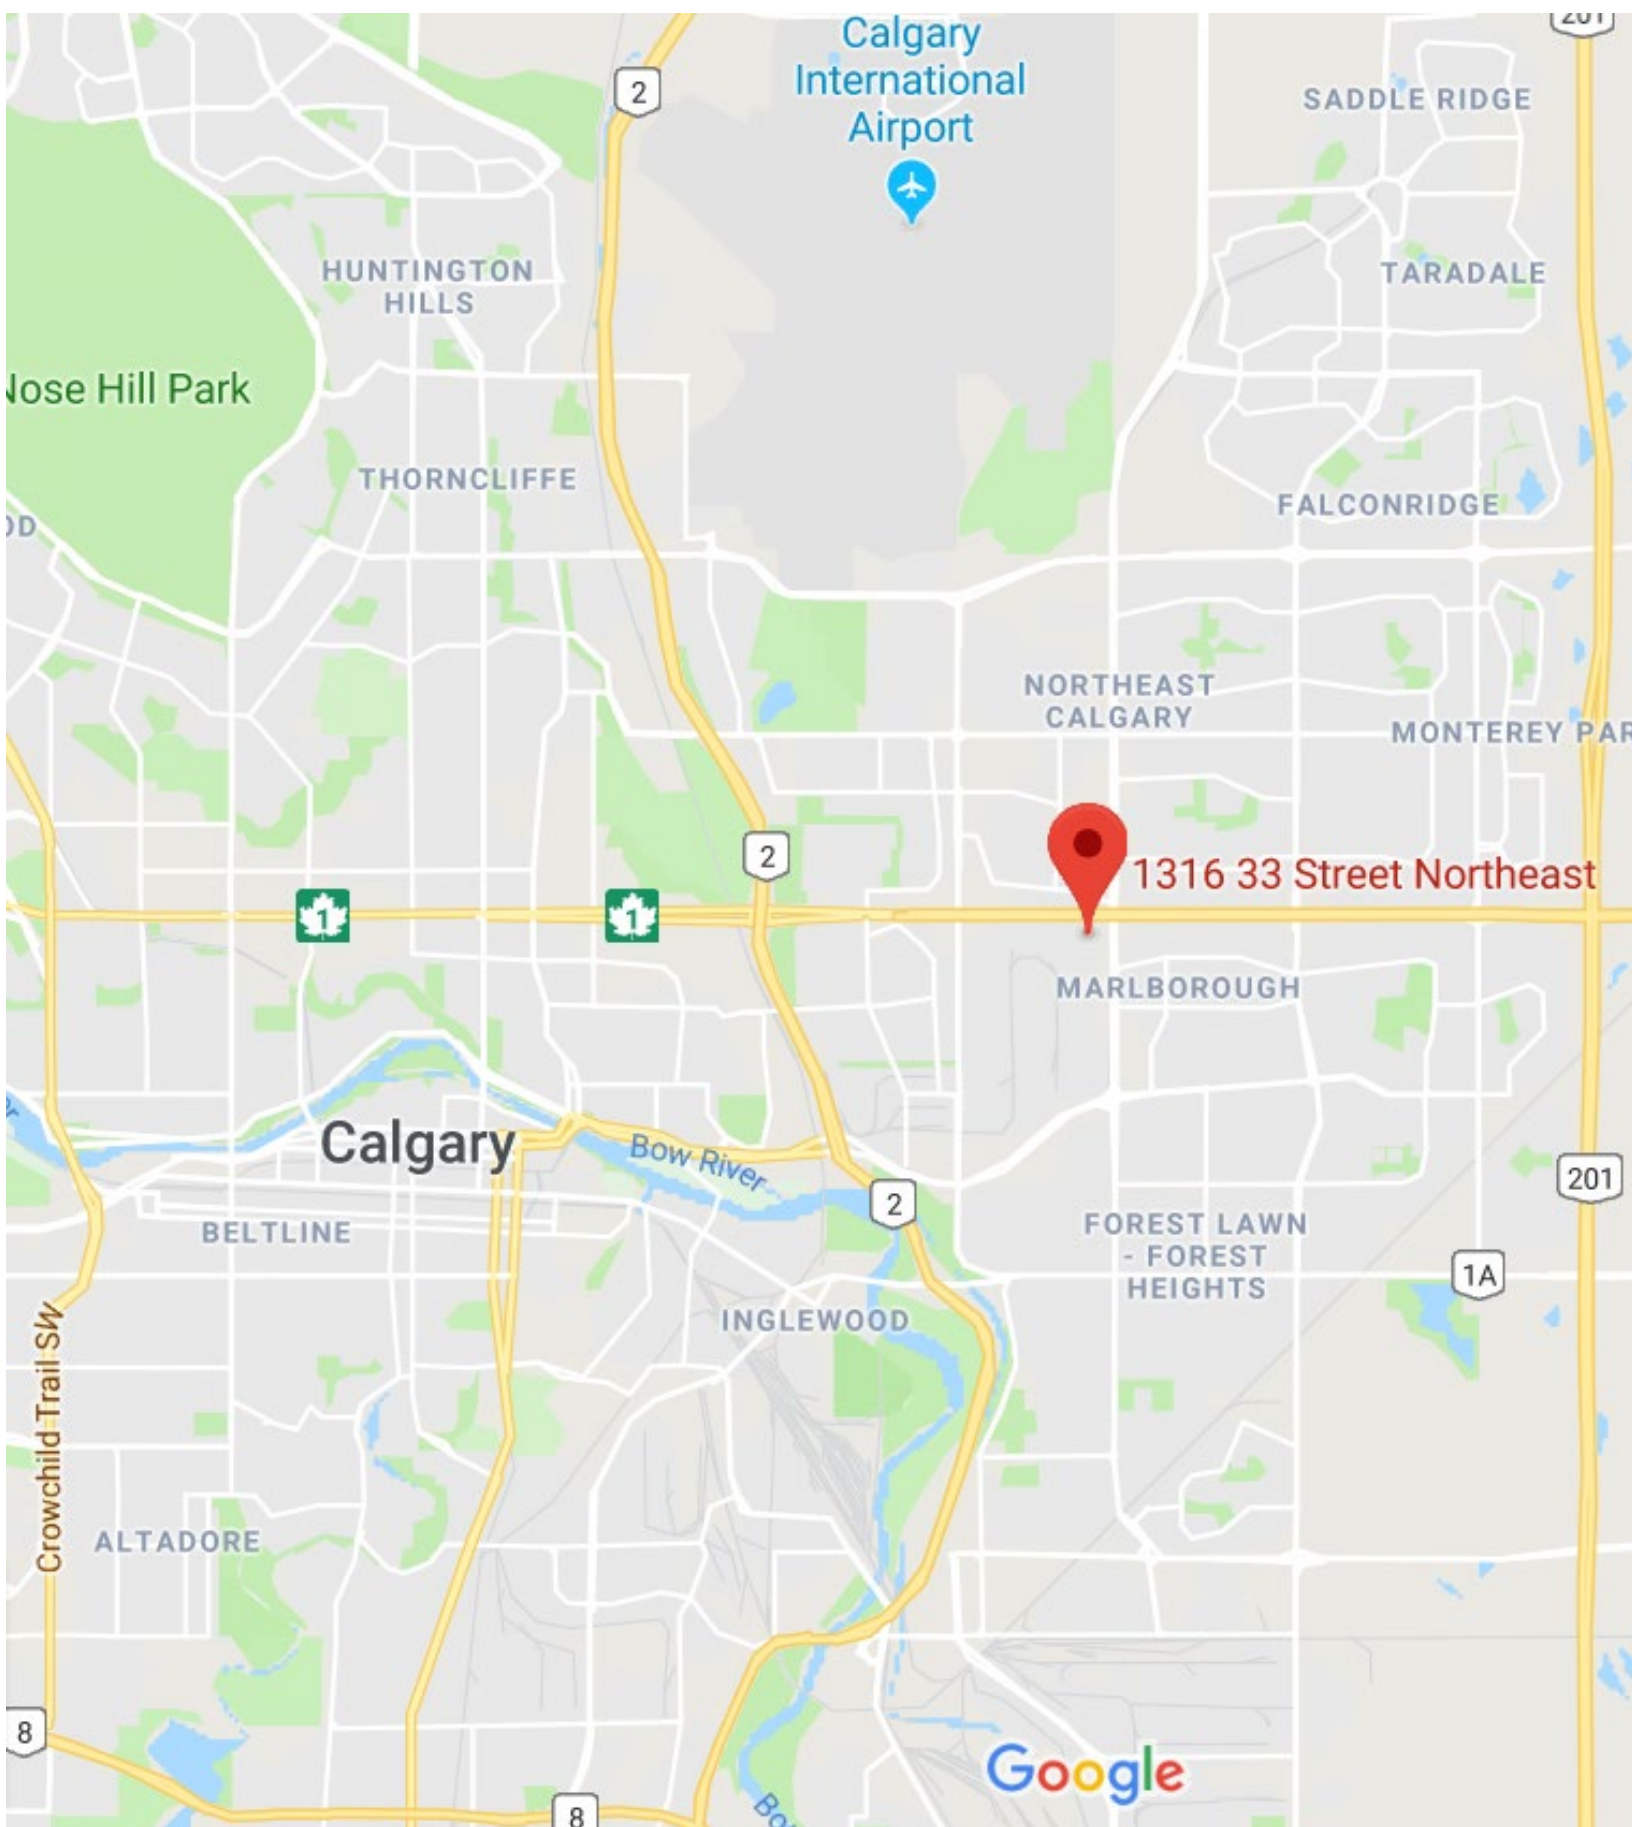 201
Calgary
International
Airport
2
SADDLE RIDGE
HUNTINGTON
HILLS
TARADALE
Nose Hill Park
THORNCLIFFE
FALCONRIDGE
OD
NORTHEAST
CALGARY
MONTEREY PAR
2
1316 33 Street Northeast
1
1
MARLBOROUGH
Calgary
Bow River
201
2
BELTLINE
FOREST LAWN
- FOREST
HEIGHTS
1A
INGLEWOOD
Crowchild Trail SW
ALTADORE
8
Google
8